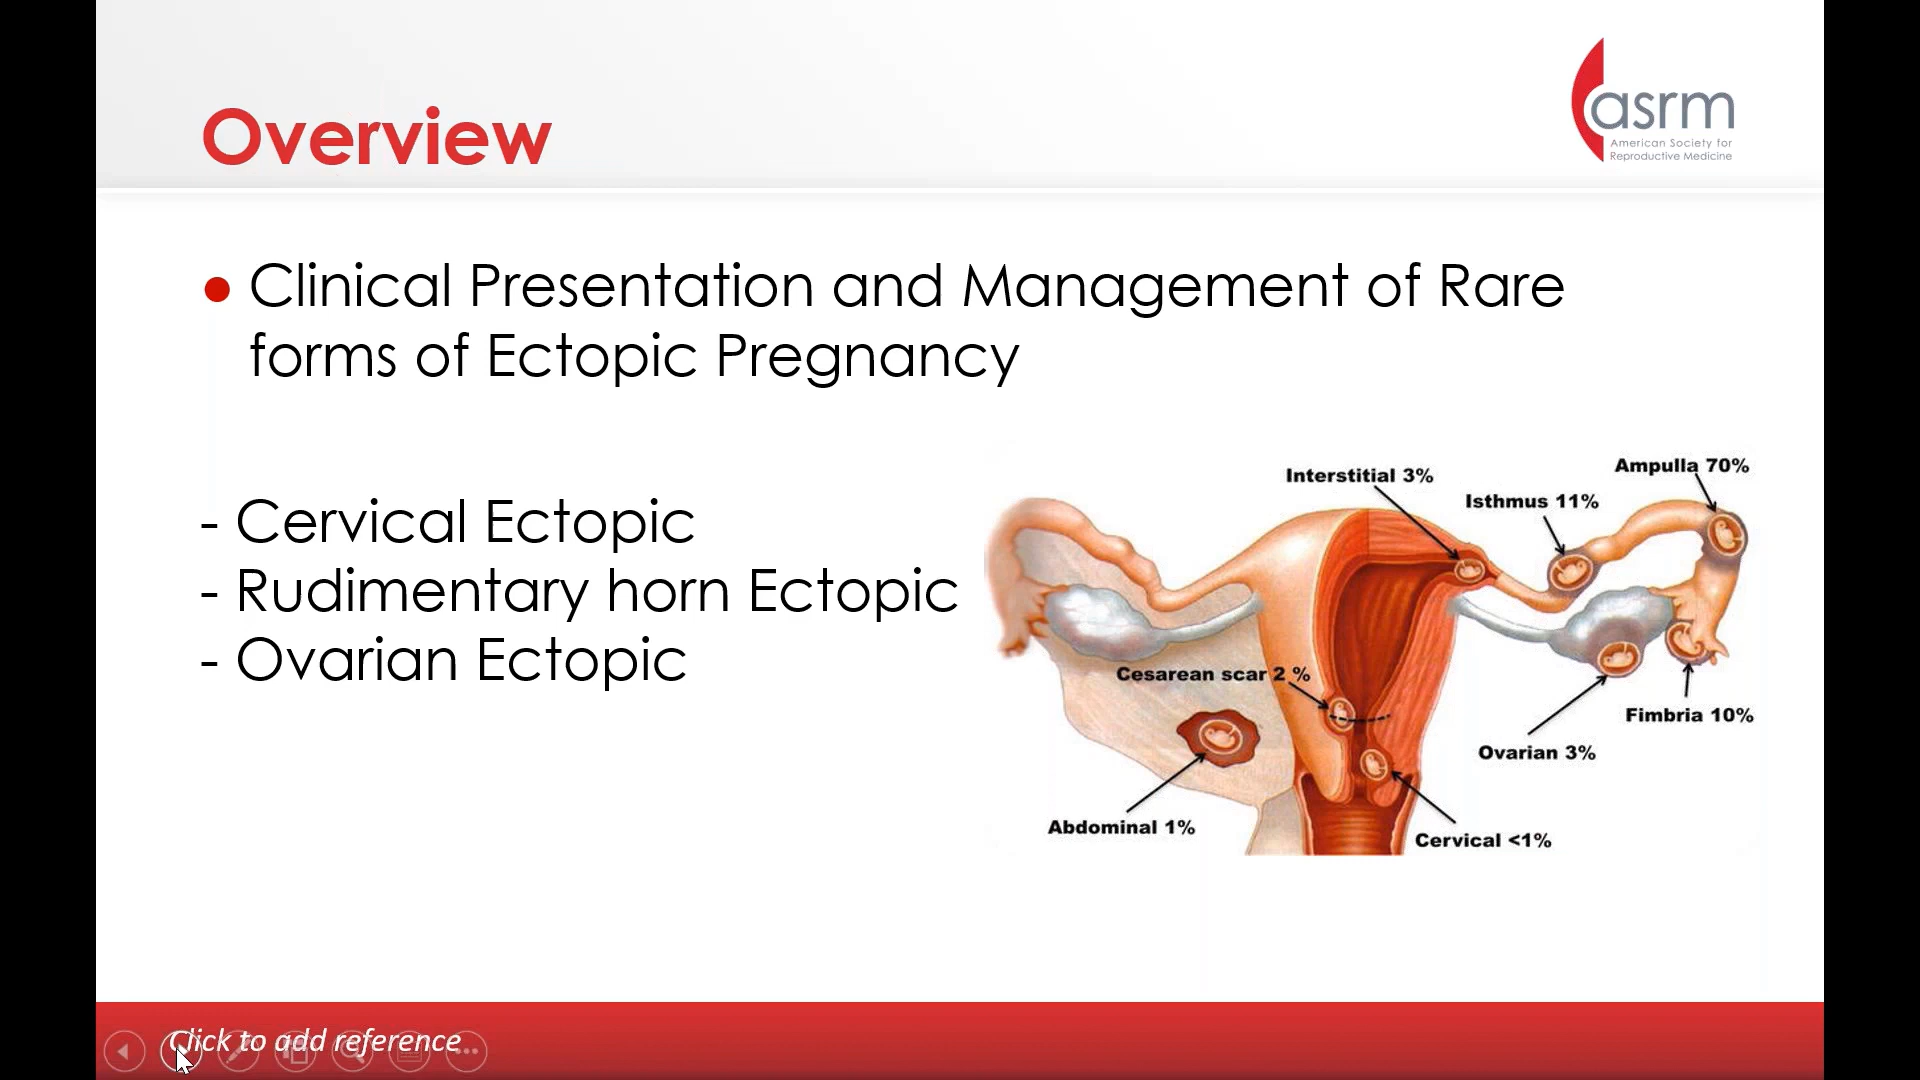 Overview
asrm
American Society for
Reproductive Medicine
● Clinical Presentation and Management of Rare
forms of Ectopic Pregnancy
- Cervical Ectopic
- Rudimentary horn Ectopic
- Ovarian Ectopic
Ampulla 70%
Interstitial 3%
Isthmus 11%
Cesarean scar 2 %
Fimbria 10%
Ovarian 3%
Abdominal 1%
Cervical <1%
Click to add reference